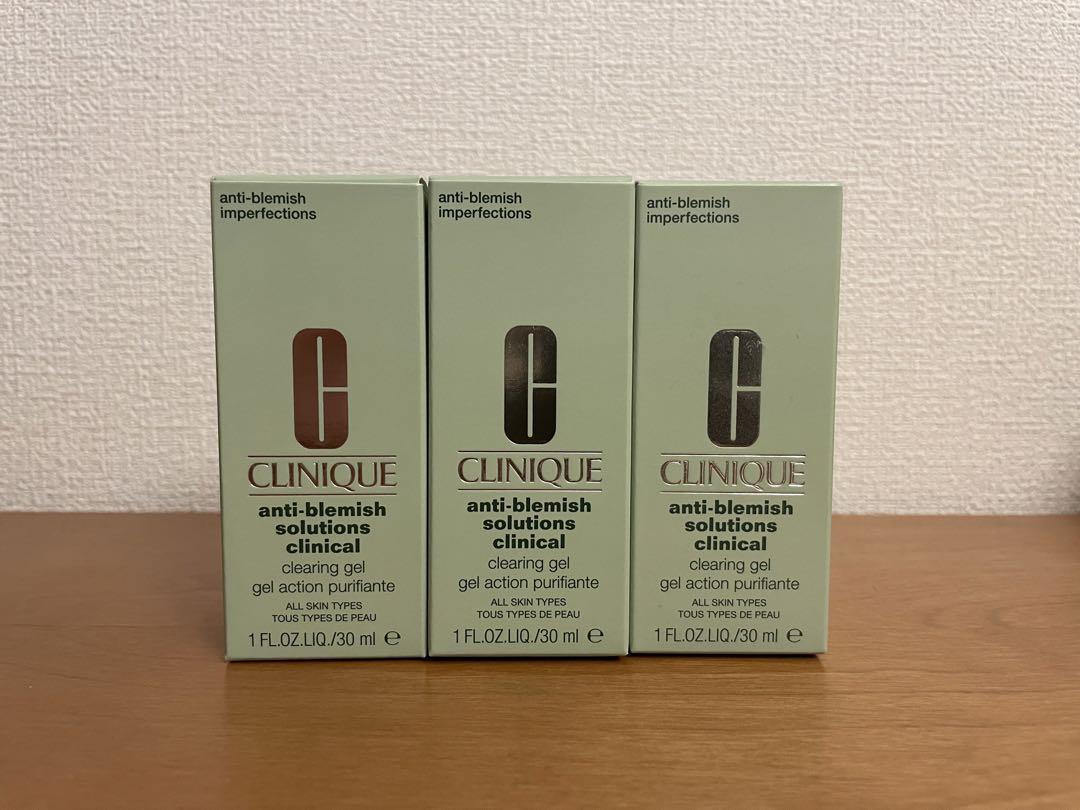 anti-blemish
imperfections
C
CLINIQUE
anti-blemish
solutions
clinical
clearing gel
gel action purifiante
ALL SKIN TYPES
TOUS TYPES DE PEAU
1 FL.OZ.LIQ./30 ml ℮
anti-blemish
imperfections
C
CLINIQUE
anti-blemish
solutions
clinical
clearing gel
gel action purifiante
ALL SKIN TYPES
TOUS TYPES DE PEAU
1 FL.OZ.LIQ./30 ml ℮
anti-blemish
imperfections
C
CLINIQUE
anti-blemish
solutions
clinical
clearing gel
gel action purifiante
ALL SKIN TYPES
TOUS TYPES DE PEAU
1 FL.OZ.LIQ./30 ml ℮